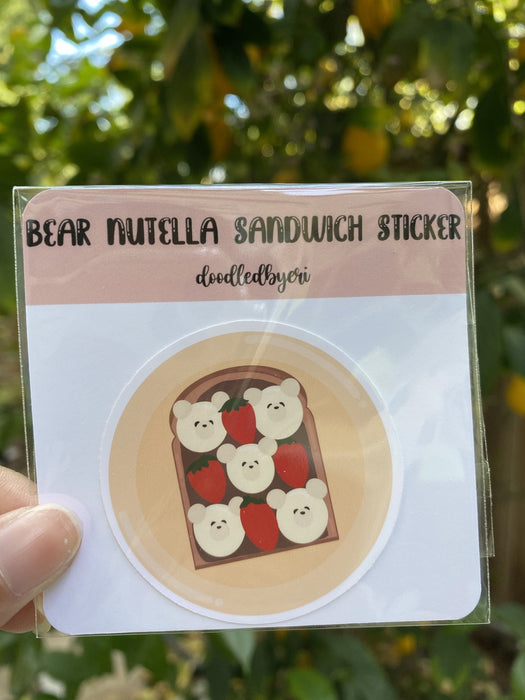 BEAR NUTELLA SANDWICH STICKER
doodledbyeri